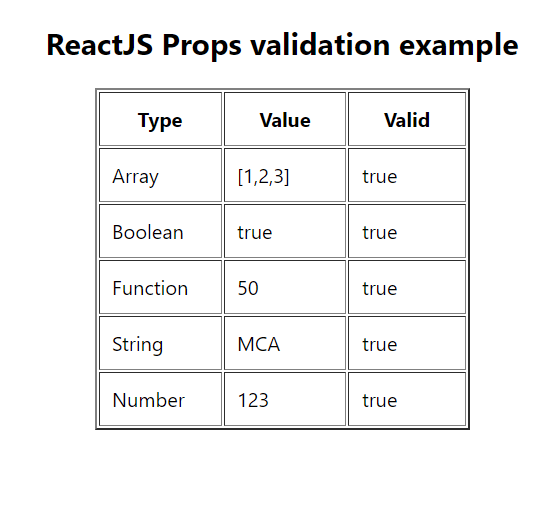 ReactJS Props validation example
Type Value Valid
Array [1,2,3] true
Boolean true true
Function 50 true
String MCA true
Number 123 true